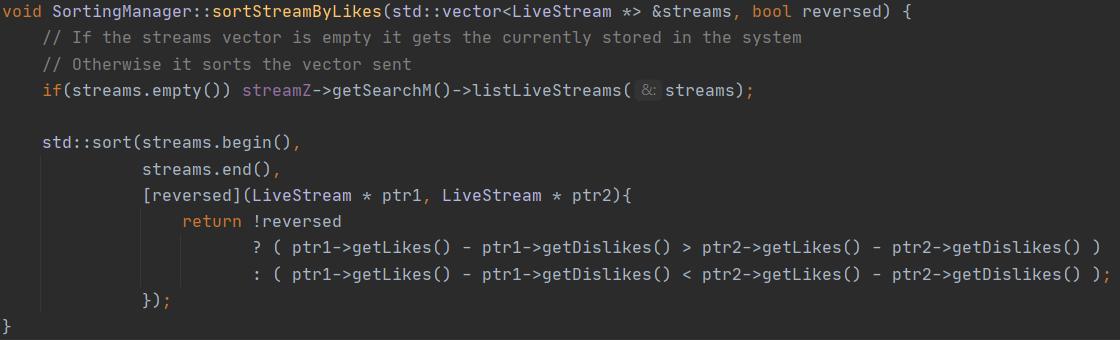 void SortingManager::sortStreamByLikes(std::vector<LiveStream *> &streams, bool reversed) {
    // If the streams vector is empty it gets the currently stored in the system
    // Otherwise it sorts the vector sent
    if(streams.empty()) streamZ->getSearchM()->listLiveStreams( &: streams);

    std::sort(streams.begin(),
              streams.end(),
              [reversed](LiveStream * ptr1, LiveStream * ptr2){
                  return !reversed
                         ? ( ptr1->getLikes() - ptr1->getDislikes() > ptr2->getLikes() - ptr2->getDislikes() )
                         : ( ptr1->getLikes() - ptr1->getDislikes() < ptr2->getLikes() - ptr2->getDislikes() );
              });
}